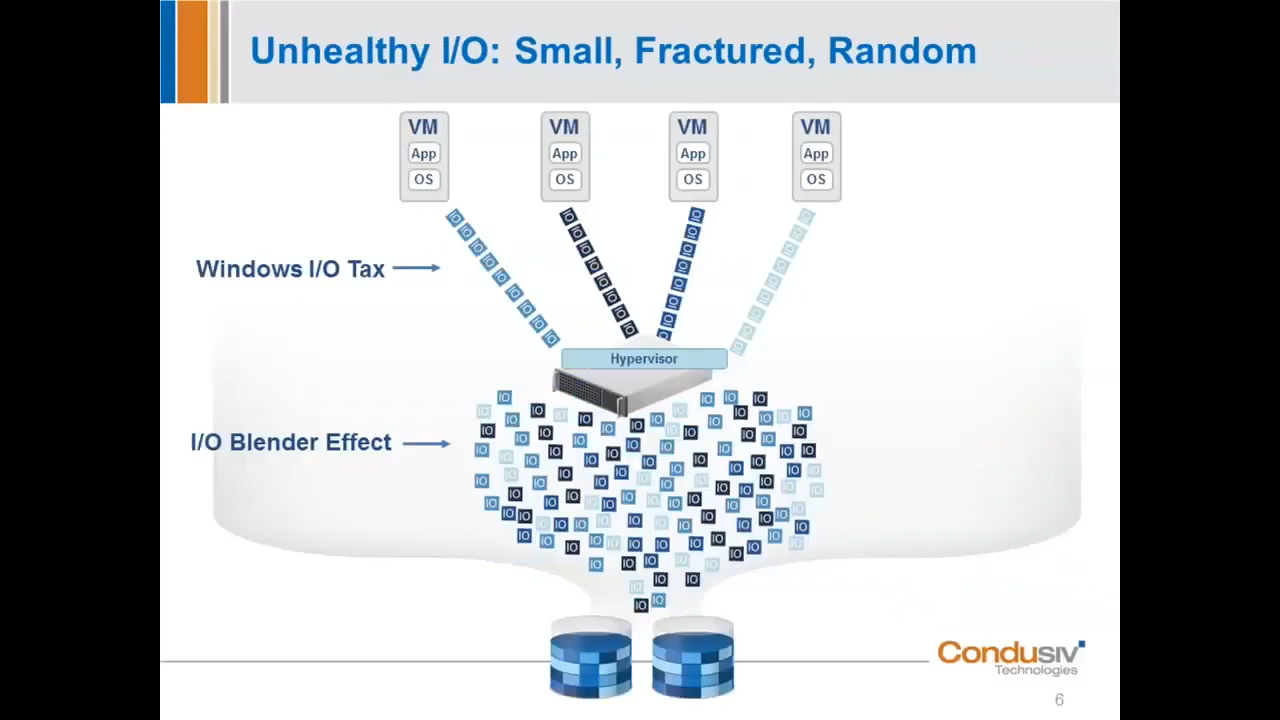 Unhealthy I/O: Small, Fractured, Random
VM VM VM VM
App App App App
OS OS OS OS
Windows I/O Tax
Hypervisor
I/O Blender Effect
IO
Condusiv
Technologies
6